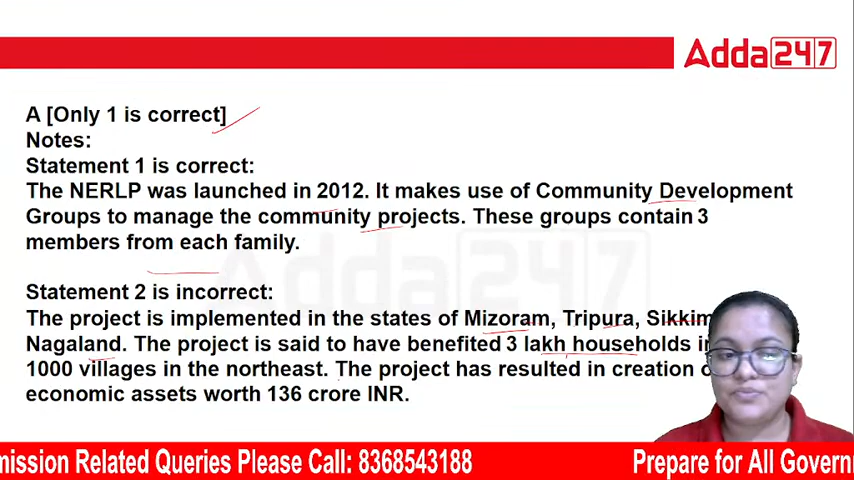 Adda247
A [Only 1 is correct]
Notes:
Statement 1 is correct:
The NERLP was launched in 2012. It makes use of Community Development
Groups to manage the community projects. These groups contain 3
members from each family.
Statement 2 is incorrect:
The project is implemented in the states of Mizoram, Tripura, Sikkim
Nagaland. The project is said to have benefited 3 lakh households in
1000 villages in the northeast. The project has resulted in creation
economic assets worth 136 crore INR.
mission Related Queries Please Call: 8368543188 Prepare for All Govern